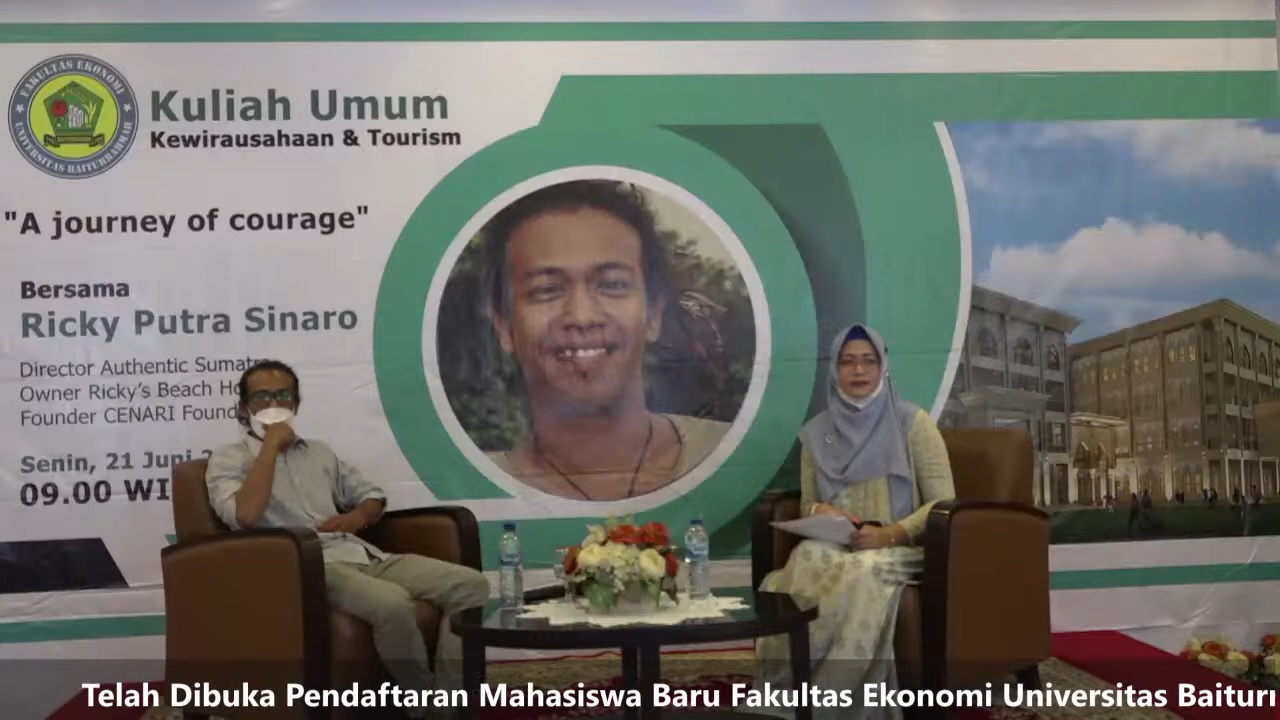 FAKULTAS EKONOMI
UNIVERSITAS BAITURRAHMAH
Kuliah Umum
Kewirausahaan & Tourism
"A journey of courage"
Bersama
Ricky Putra Sinaro
Director Authentic Sumatr
Owner Ricky's Beach Ho
Founder CENARI Found
Senin, 21 Juni 2
09.00 WI
Telah Dibuka Pendaftaran Mahasiswa Baru Fakultas Ekonomi Universitas Baitur